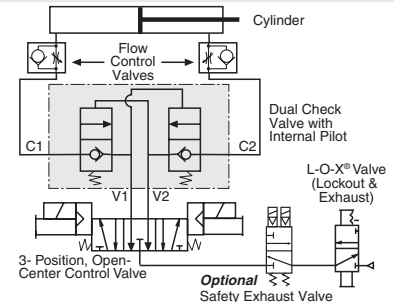 Cylinder
Flow
Control
Valves
Dual Check
Valve with
Internal Pilot
C1
C2
L-O-X® Valve
(Lockout &
Exhaust)
V1
V2
3- Position, Open-
Center Control Valve
Optional
Safety Exhaust Valve